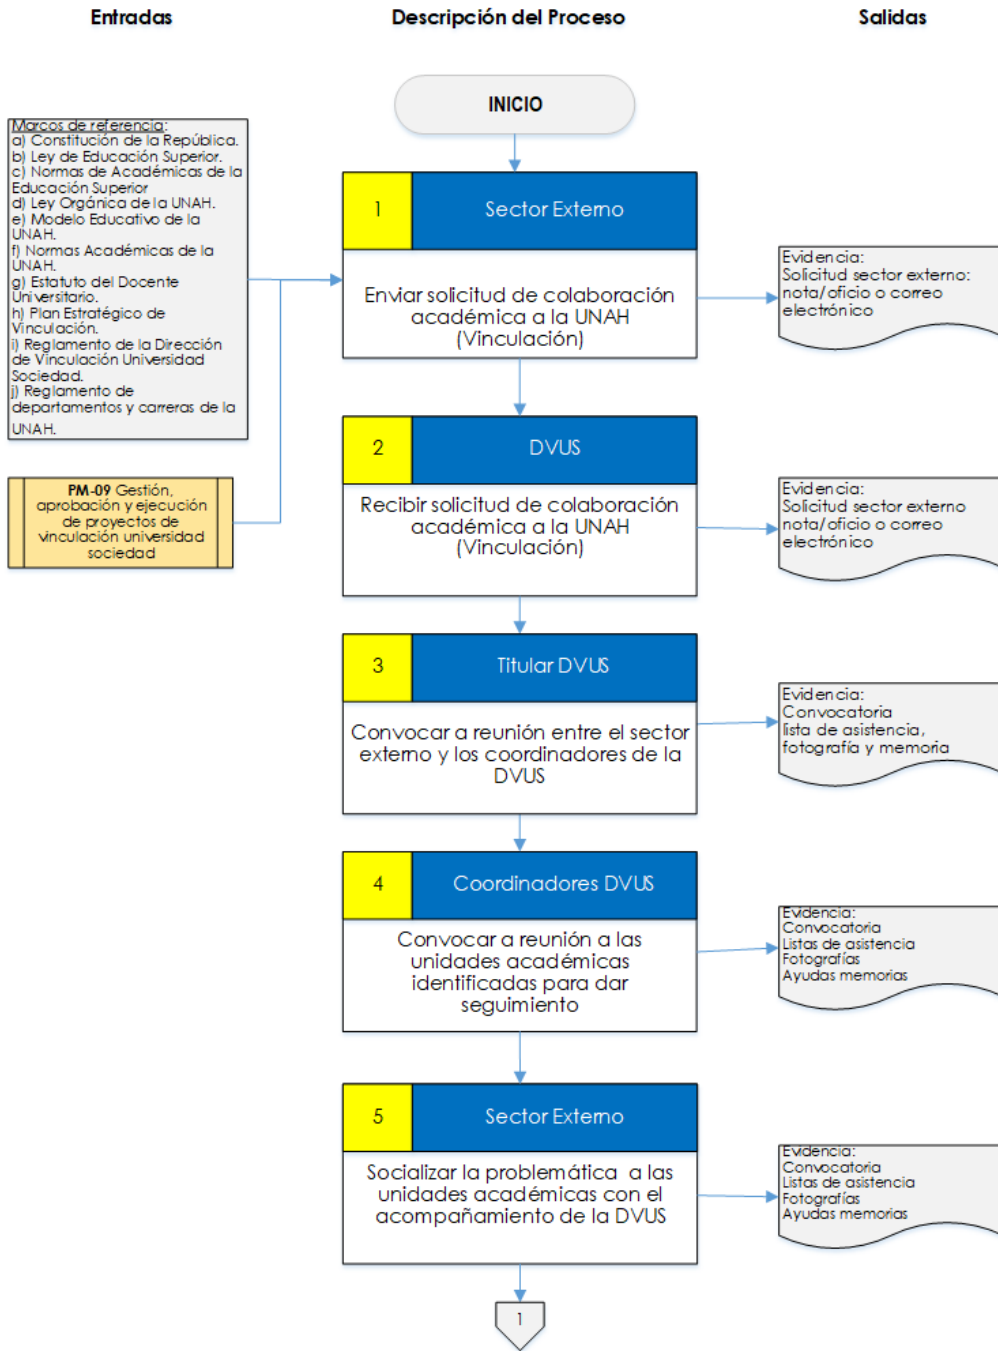 Entradas
Descripción del Proceso
Salidas
INICIO
Marcos de referencia:
a) Constitución de la República.
b) Ley de Educación Superior.
c) Normas de Académicas de la
Educación Superior
d) Ley Orgánica de la UNAH.
e) Modelo Educativo de la
UNAH.
f) Normas Académicas de la
UNAH.
g) Estatuto del Docente
Universitario.
h) Plan Estratégico de
Vinculación.
i) Reglamento de la Dirección
de Vinculación Universidad
Sociedad.
j) Reglamento de
departamentos y carreras de la
UNAH.
PM-09 Gestión,
aprobación y ejecución
de proyectos de
vinculación universidad
sociedad
1
Sector Externo
Enviar solicitud de colaboración
académica a la UNAH
(Vinculación)
Evidencia:
Solicitud sector externo:
nota/oficio o correo
electrónico
2
DVUS
Recibir solicitud de colaboración
académica a la UNAH
(Vinculación)
Evidencia:
Solicitud sector externo
nota/oficio o correo
electrónico
3
Titular DVUS
Convocar a reunión entre el sector
externo y los coordinadores de la
DVUS
Evidencia:
Convocatoria
lista de asistencia,
fotografía y memoria
4
Coordinadores DVUS
Convocar a reunión a las
unidades académicas
identificadas para dar
seguimiento
Evidencia:
Convocatoria
Listas de asistencia
Fotografías
Ayudas memorias
5
Sector Externo
Socializar la problemática a las
unidades académicas con el
acompañamiento de la DVUS
Evidencia:
Convocatoria
Listas de asistencia
Fotografías
Ayudas memorias
1